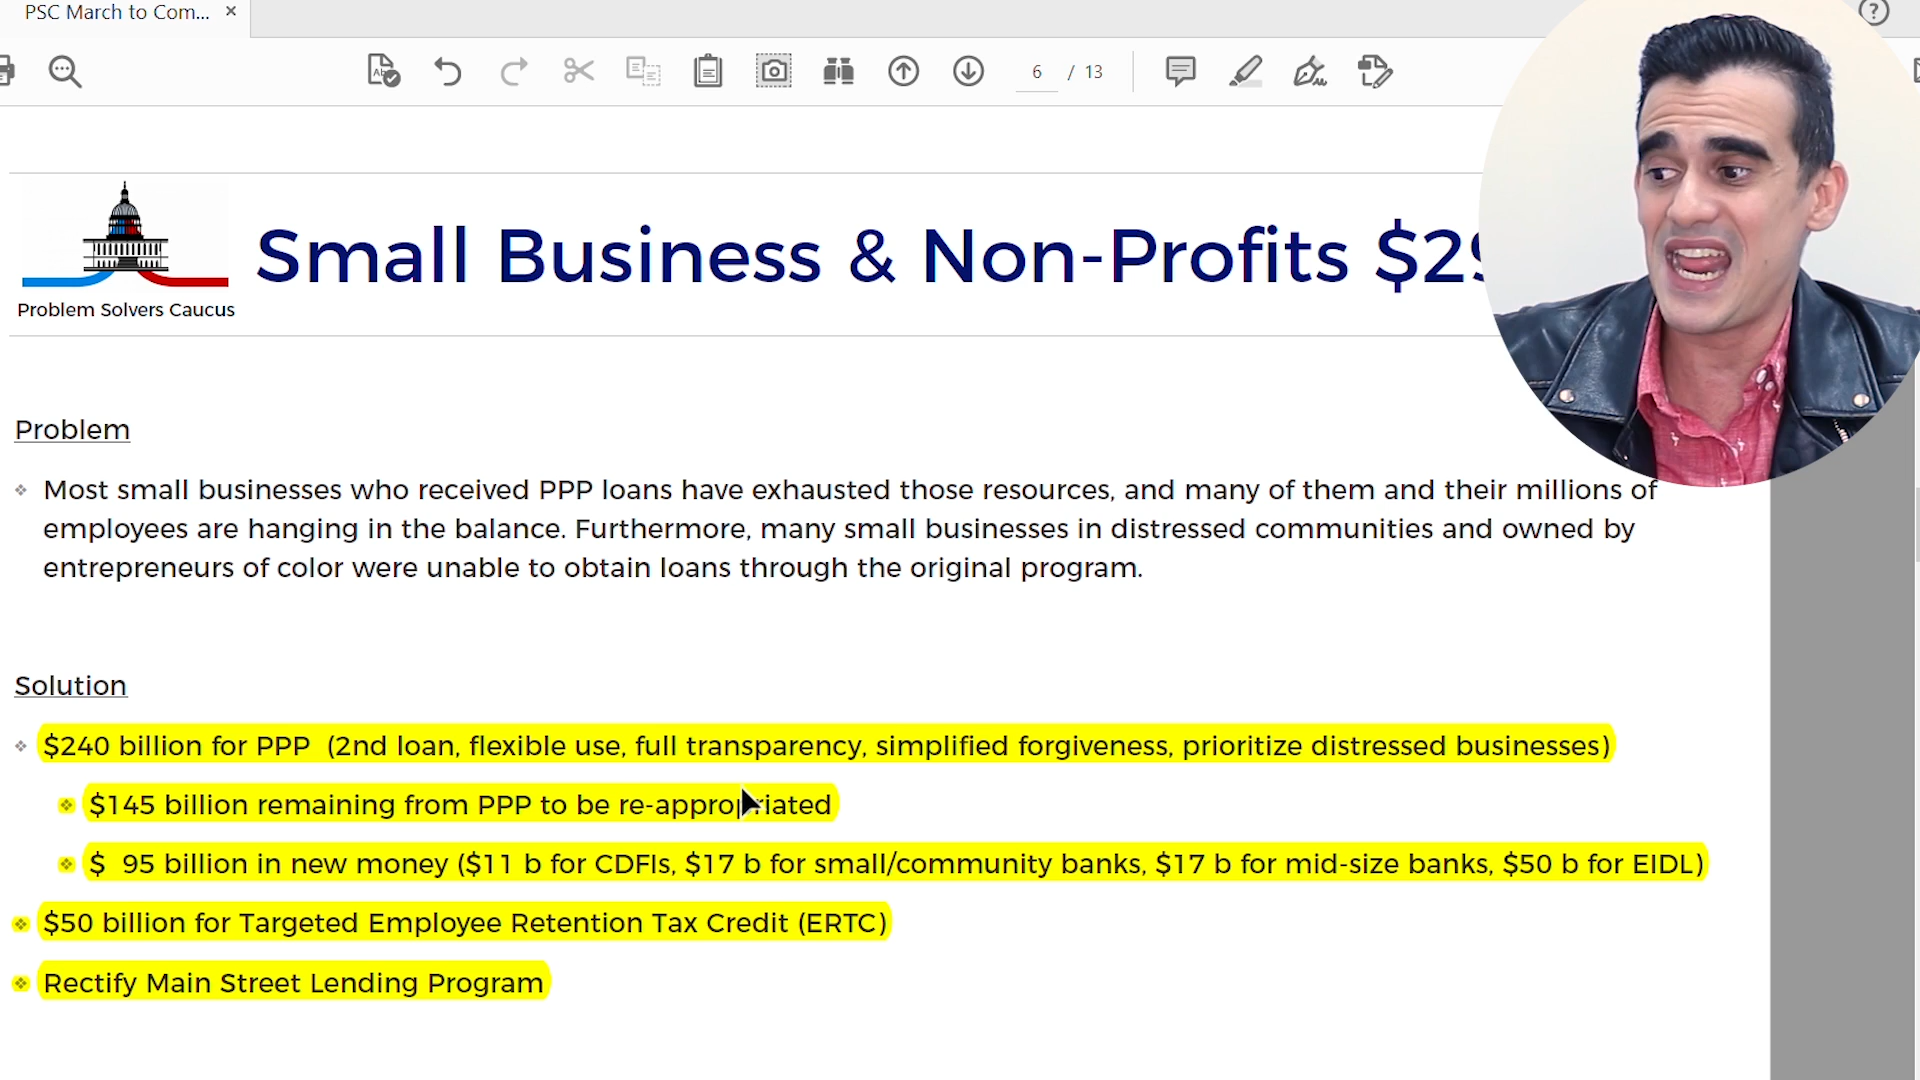 PSC March to Com... ×
6 / 13
Small Business & Non-Profits $29
Problem Solvers Caucus
Problem
Most small businesses who received PPP loans have exhausted those resources, and many of them and their millions of
employees are hanging in the balance. Furthermore, many small businesses in distressed communities and owned by
entrepreneurs of color were unable to obtain loans through the original program.
Solution
$240 billion for PPP (2nd loan, flexible use, full transparency, simplified forgiveness, prioritize distressed businesses)
$145 billion remaining from PPP to be re-appropriated
$ 95 billion in new money ($11 b for CDFIs, $17 b for small/community banks, $17 b for mid-size banks, $50 b for EIDL)
$50 billion for Targeted Employee Retention Tax Credit (ERTC)
Rectify Main Street Lending Program